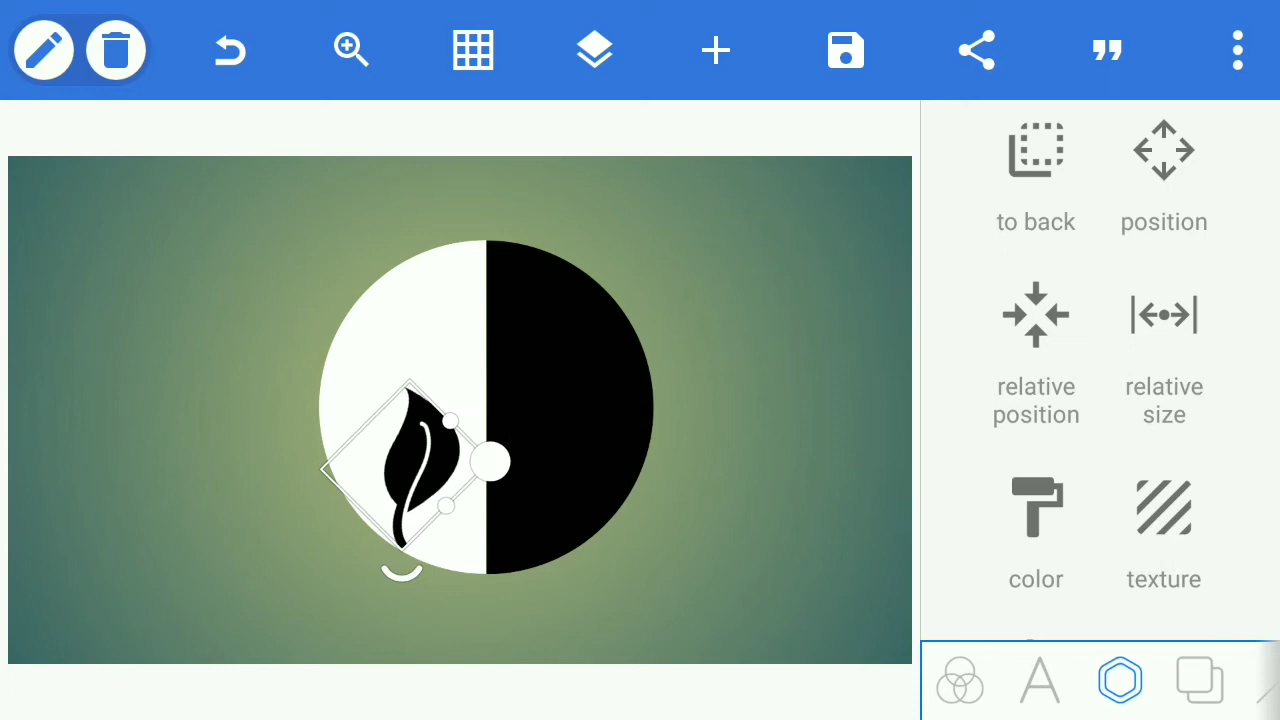 to back
position
relative
position
relative
size
color
texture